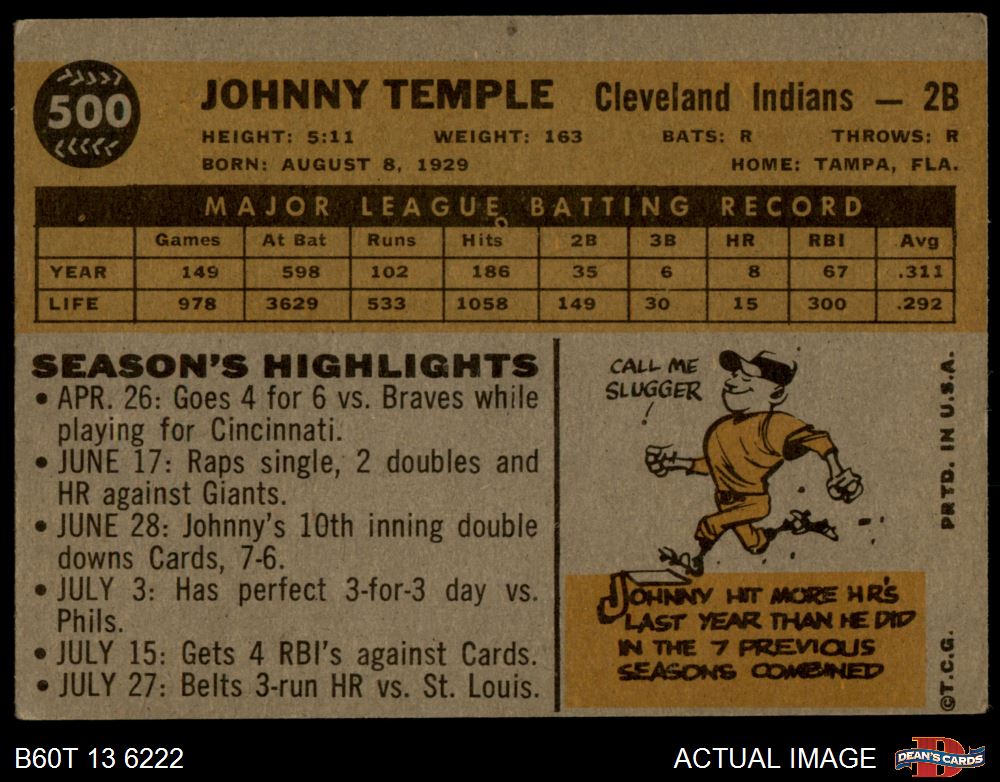 500
JOHNNY TEMPLE Cleveland Indians — 2B
HEIGHT: 5:11 WEIGHT: 163 BATS: R THROWS: R
BORN: AUGUST 8, 1929 HOME: TAMPA, FLA.
MAJOR LEAGUE BATTING RECORD
Games At Bat Runs Hits 2B 3B HR RBI Avg
YEAR 149 598 102 186 35 6 8 67 .311
LIFE 978 3629 533 1058 149 30 15 300 .292
SEASON'S HIGHLIGHTS
• APR. 26: Goes 4 for 6 vs. Braves while
playing for Cincinnati.
• JUNE 17: Raps single, 2 doubles and
HR against Giants.
• JUNE 28: Johnny's 10th inning double
downs Cards, 7-6.
• JULY 3: Has perfect 3-for-3 day vs.
Phils.
• JULY 15: Gets 4 RBI's against Cards.
• JULY 27: Belts 3-run HR vs. St. Louis.
CALL ME
SLUGGER
!
JOHNNY HIT MORE HR'S
LAST YEAR THAN HE DID
IN THE 7 PREVIOUS
SEASONS COMBINED
©T.C.G. PRTD. IN U.S.A.
B60T 13 6222 ACTUAL IMAGE
D
DEAN'S CARDS